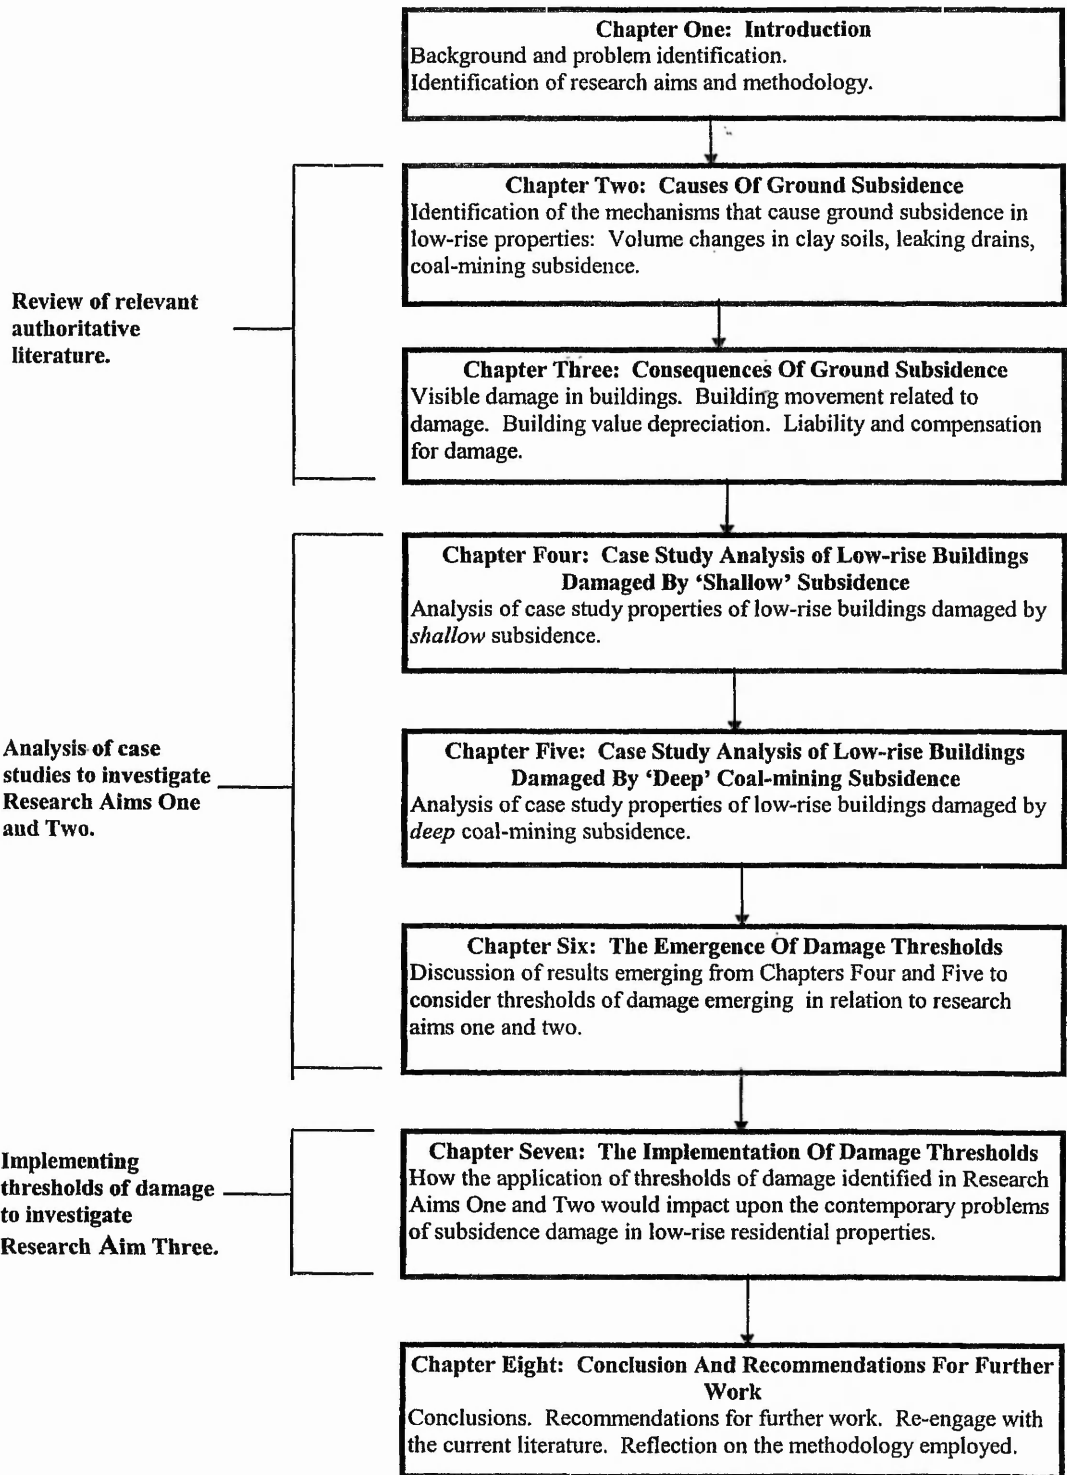 Chapter One: Introduction
Background and problem identification.
Identification of research aims and methodology.
Review of relevant
authoritative
literature.
Chapter Two: Causes Of Ground Subsidence
Identification of the mechanisms that cause ground subsidence in
low-rise properties: Volume changes in clay soils, leaking drains,
coal-mining subsidence.
Chapter Three: Consequences Of Ground Subsidence
Visible damage in buildings. Building movement related to
damage. Building value depreciation. Liability and compensation
for damage.
Analysis of case
studies to investigate
Research Aims One
and Two.
Chapter Four: Case Study Analysis of Low-rise Buildings
Damaged By ‘Shallow’ Subsidence
Analysis of case study properties of low-rise buildings damaged by
shallow subsidence.
Chapter Five: Case Study Analysis of Low-rise Buildings
Damaged By ‘Deep’ Coal-mining Subsidence
Analysis of case study properties of low-rise buildings damaged by
deep coal-mining subsidence.
Chapter Six: The Emergence Of Damage Thresholds
Discussion of results emerging from Chapters Four and Five to
consider thresholds of damage emerging in relation to research
aims one and two.
Implementing
thresholds of damage
to investigate
Research Aim Three.
Chapter Seven: The Implementation Of Damage Thresholds
How the application of thresholds of damage identified in Research
Aims One and Two would impact upon the contemporary problems
of subsidence damage in low-rise residential properties.
Chapter Eight: Conclusion And Recommendations For Further
Work
Conclusions. Recommendations for further work. Re-engage with
the current literature. Reflection on the methodology employed.